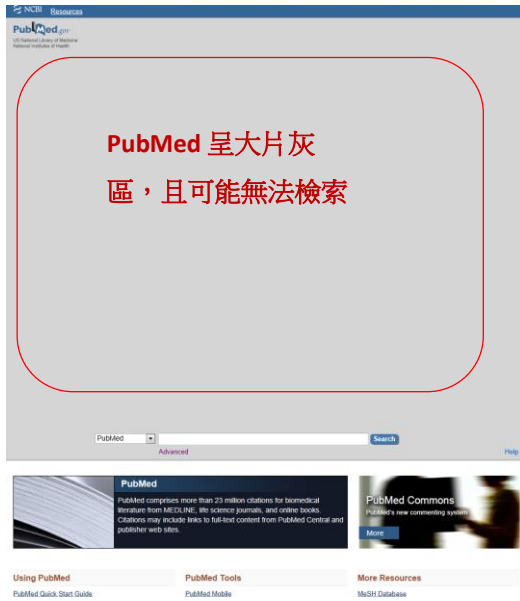 NCBI Resources
PubMed.gov
US National Library of Medicine
National Institutes of Health
PubMed 呈大片灰
區，且可能無法檢索
PubMed Search
Advanced Help
PubMed
PubMed comprises more than 23 million citations for biomedical
literature from MEDLINE, life science journals, and online books.
Citations may include links to full-text content from PubMed Central and
publisher web sites.
PubMed Commons
PubMed's new commenting system
More
Using PubMed
PubMed Quick Start Guide
PubMed Tools
PubMed Mobile
More Resources
MeSH Database